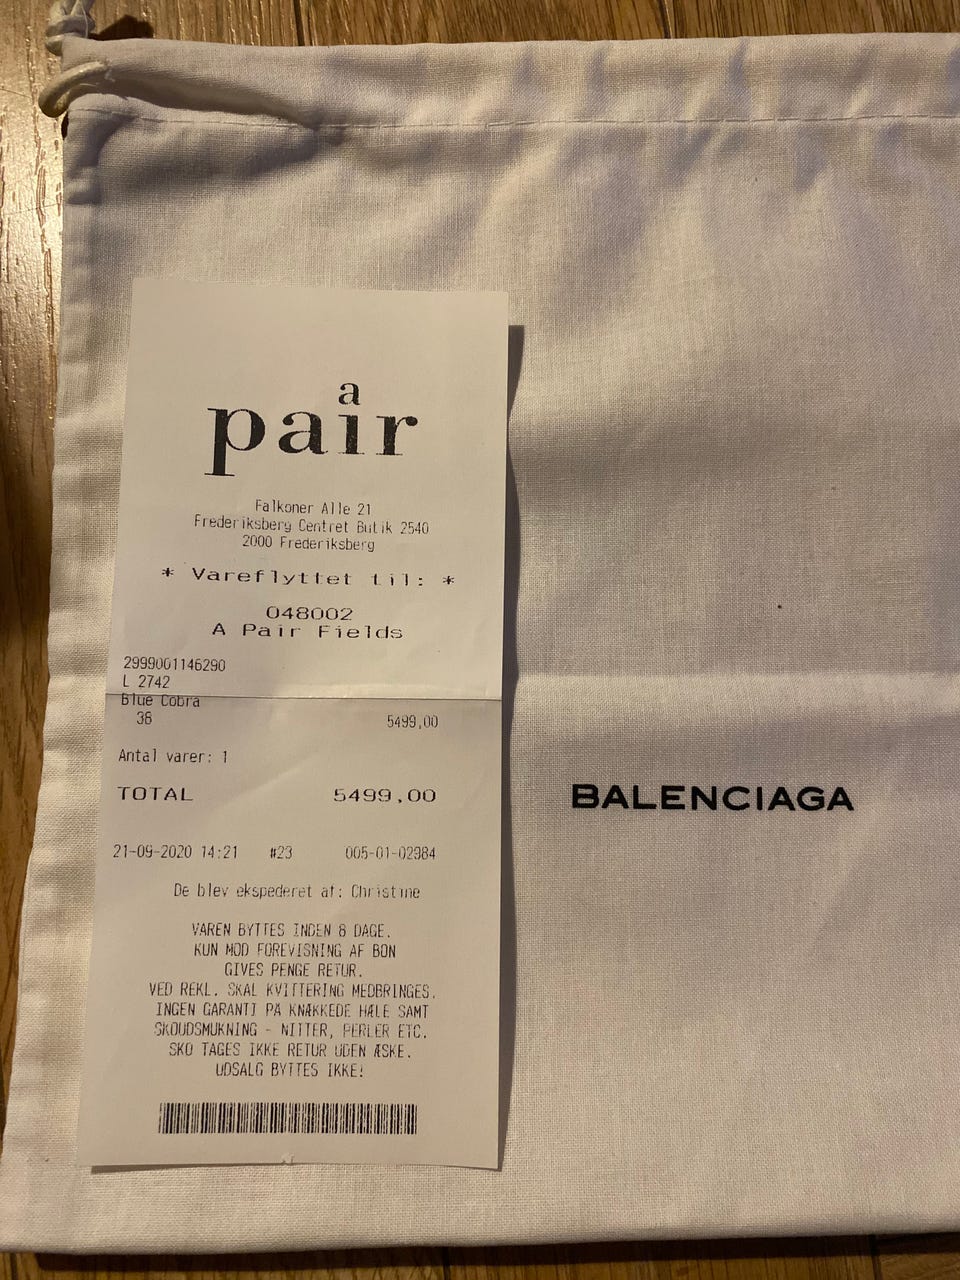 a
pair
Falkoner Alle 21
Frederiksberg Centret Butik 2540
2000 Frederiksberg
* Vareflyttet til: *
048002
A Pair Fields
2999001146290
L 2742
Blue Cobra
38 5499,00
Antal varer: 1
TOTAL 5499,00
21-09-2020 14:21 #23 005-01-02984
De blev ekspederet af: Christine
VAREN BYTTES INDEN 8 DAGE.
KUN MOD FOREVISNING AF BON
GIVES PENGE RETUR.
VED REKL. SKAL KVITTERING MEDBRINGES.
INGEN GARANTI PÅ KNÆKKEDE HÆLE SAMT
SKOUDSMUKNING - NITTER, PERLER ETC.
SKO TAGES IKKE RETUR UDEN ÆSKE.
UDSALG BYTTES IKKE!
BALENCIAGA